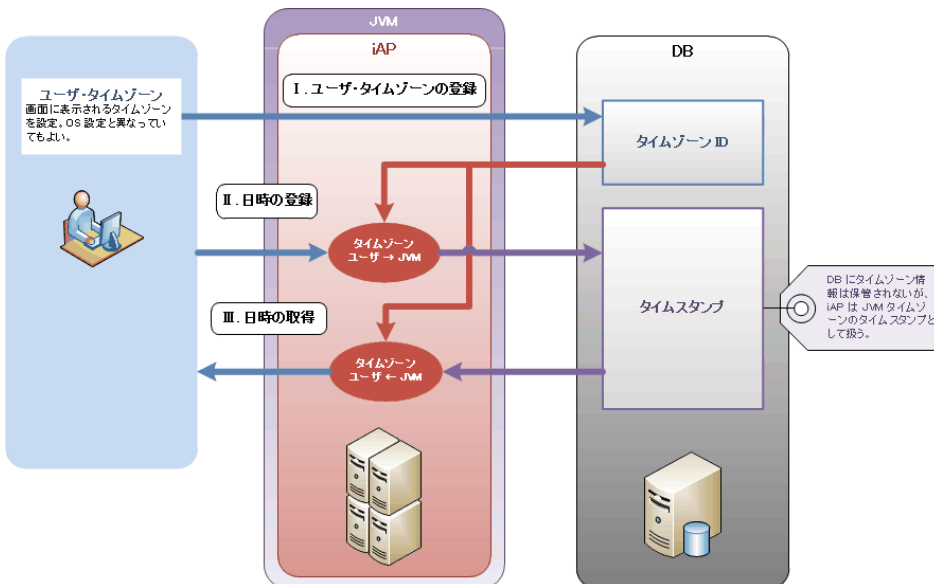 JVM
iAP
DB
ユーザ・タイムゾーン
画面に表示されるタイムゾーン
を設定。OS 設定と異なってい
てもよい。
Ⅰ．ユーザ・タイムゾーンの登録
タイムゾーン ID
Ⅱ．日時の登録
タイムゾーン
ユーザ → JVM
タイムスタンプ
DB にタイムゾーン情
報は保管されないが、
iAP は JVM タイムゾ
ーンのタイムスタンプと
して扱う。
Ⅲ．日時の取得
タイムゾーン
ユーザ ← JVM